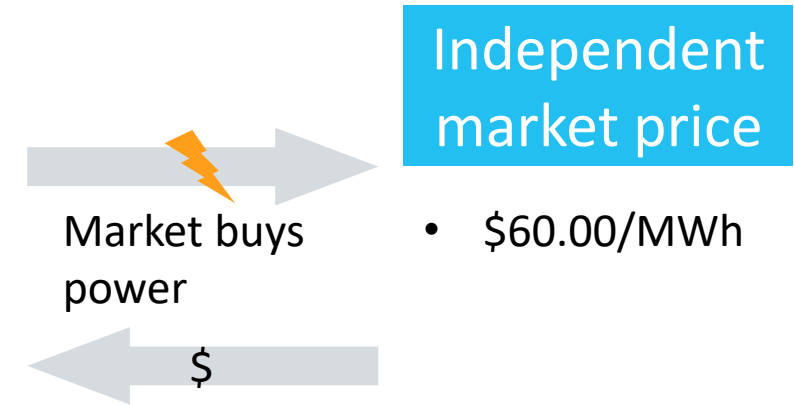 Independent
market price
Market buys
power
• $60.00/MWh
$